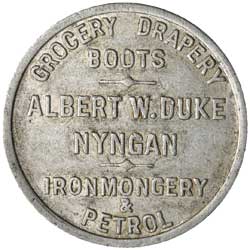 GROCERY DRAPERY
BOOTS
ALBERT W. DUKE
NYNGAN
IRONMONGERY
&
PETROL